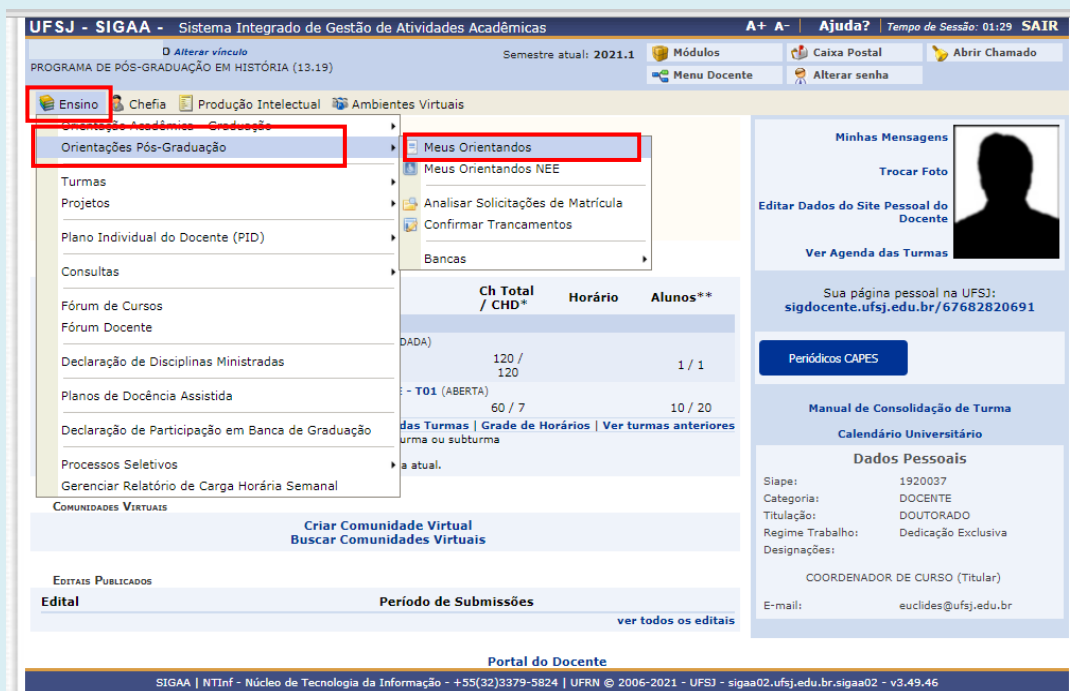 UFSJ - SIGAA - Sistema Integrado de Gestão de Atividades Acadêmicas A+ A- | Ajuda? | Tempo de Sessão: 01:29 SAIR
D Alterar vínculo
PROGRAMA DE PÓS-GRADUAÇÃO EM HISTÓRIA (13.19)
Semestre atual: 2021.1
Módulos
Caixa Postal
Abrir Chamado
Menu Docente
Alterar senha
Ensino Chefia Produção Intelectual Ambientes Virtuais
Orientação Acadêmica - Graduação
Orientações Pós-Graduação
Turmas
Projetos
Plano Individual do Docente (PID)
Consultas
Fórum de Cursos
Fórum Docente
Declaração de Disciplinas Ministradas
Planos de Docência Assistida
Declaração de Participação em Banca de Graduação
Processos Seletivos
Gerenciar Relatório de Carga Horária Semanal
Meus Orientandos
Meus Orientandos NEE
Analisar Solicitações de Matrícula
Confirmar Trancamentos
Bancas
Ch Total / CHD* Horário Alunos**
DADA)
120 / 120 1 / 1
- T01 (ABERTA)
60 / 7 10 / 20
das Turmas | Grade de Horários | Ver turmas anteriores
urma ou subturma
a atual.
Comunidades Virtuais
Criar Comunidade Virtual
Buscar Comunidades Virtuais
Editais Publicados
Edital Período de Submissões
ver todos os editais
Minhas Mensagens
Trocar Foto
Editar Dados do Site Pessoal do
Docente
Ver Agenda das Turmas
Sua página pessoal na UFSJ:
sigdocente.ufsj.edu.br/67682820691
Periódicos CAPES
Manual de Consolidação de Turma
Calendário Universitário
Dados Pessoais
Siape: 1920037
Categoria: DOCENTE
Titulação: DOUTORADO
Regime Trabalho: Dedicação Exclusiva
Designações:
COORDENADOR DE CURSO (Titular)
E-mail: euclides@ufsj.edu.br
Portal do Docente
SIGAA | NTInf - Núcleo de Tecnologia da Informação - +55(32)3379-5824 | UFRN © 2006-2021 - UFSJ - sigaa02.ufsj.edu.br.sigaa02 - v3.49.46